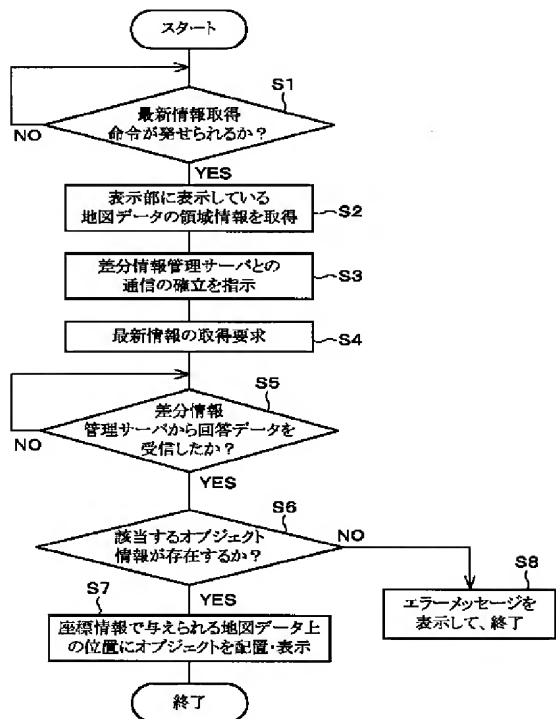 スタート
S1
最新情報取得
命令が発せられるか？
NO
YES
表示部に表示している
地図データの領域情報を取得
S2
差分情報管理サーバとの
通信の確立を指示
S3
最新情報の取得要求
S4
S5
差分情報
管理サーバから回答データを
受信したか？
NO
YES
S6
該当するオブジェクト
情報が存在するか？
NO
YES
S7
座標情報で与えられる地図データ上
の位置にオブジェクトを配置・表示
S8
エラーメッセージを
表示して、終了
終了